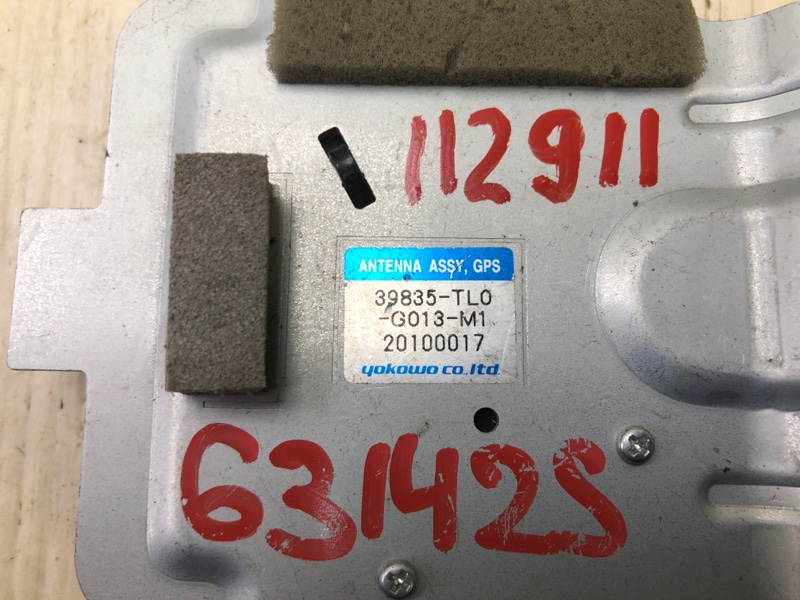 112911
ANTENNA ASSY, GPS
39835-TL0
-G013-M1
20100017
yokowo co.,ltd.
63142S